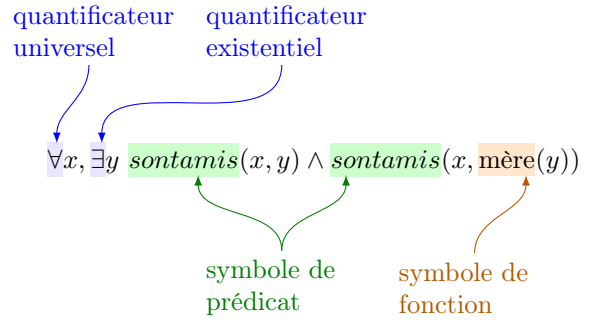 quantificateur
universel
quantificateur
existentiel
∀x, ∃y sontamis(x, y) ∧ sontamis(x, mère(y))
symbole de
prédicat
symbole de
fonction